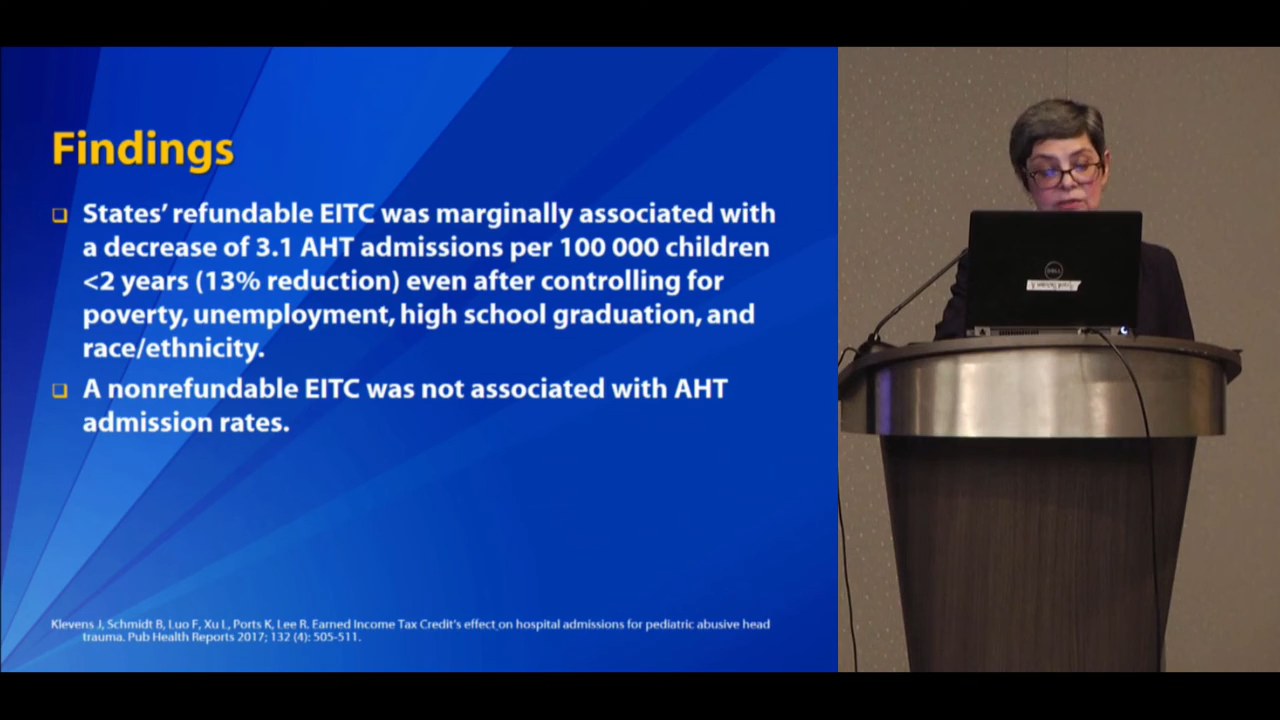 Findings
❑ States’ refundable EITC was marginally associated with
a decrease of 3.1 AHT admissions per 100 000 children
<2 years (13% reduction) even after controlling for
poverty, unemployment, high school graduation, and
race/ethnicity.
❑ A nonrefundable EITC was not associated with AHT
admission rates.
Klevens J, Schmidt B, Luo F, Xu L, Ports K, Lee R. Earned Income Tax Credit's effect on hospital admissions for pediatric abusive head
trauma. Pub Health Reports 2017; 132 (4): 505-511.
DELL